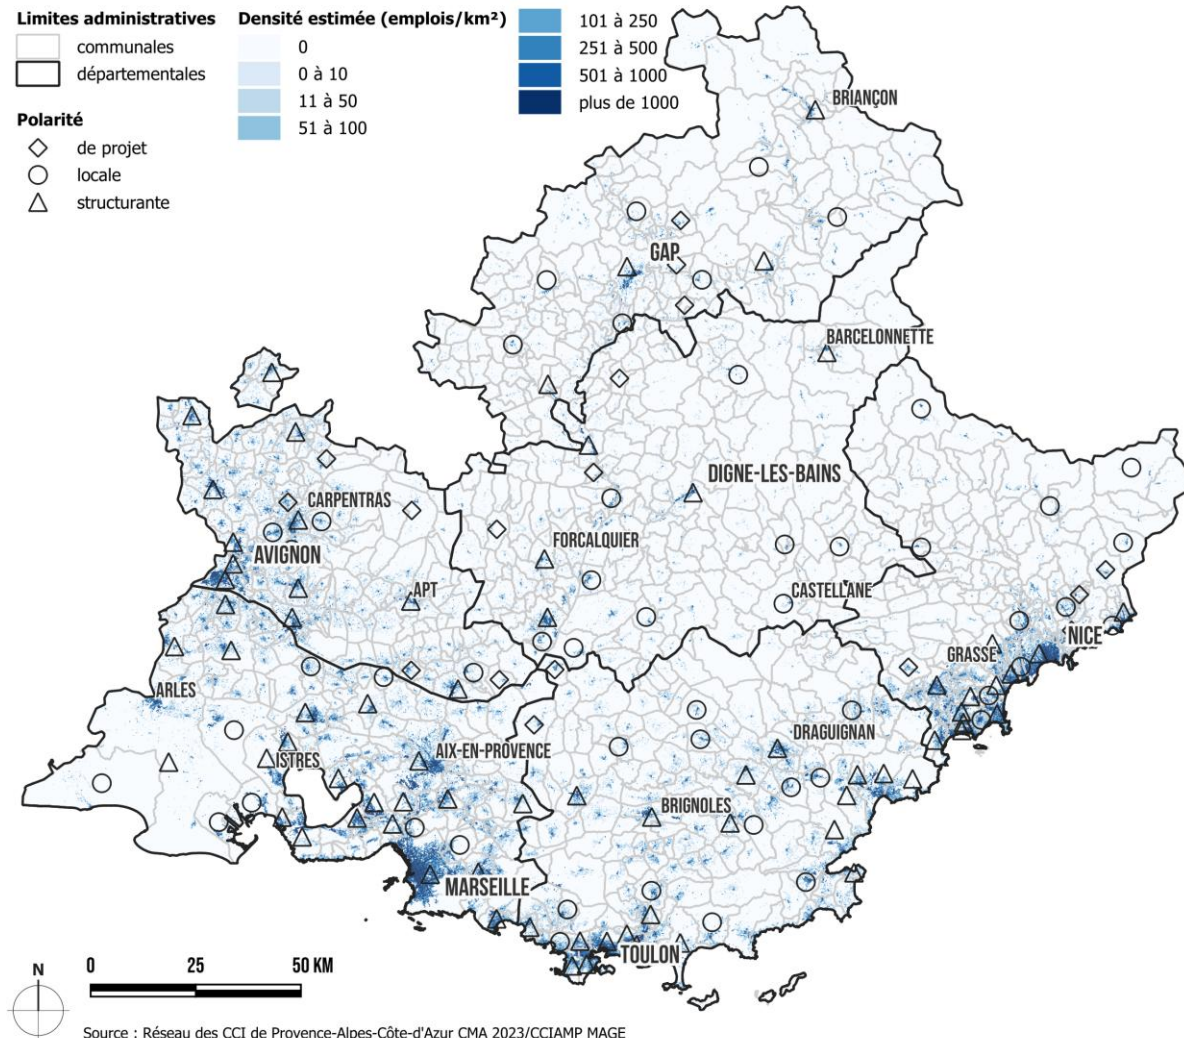 Limites administratives
communales
départementales
Polarité
de projet
locale
structurante
Densité estimée (emplois/km²)
0
0 à 10
11 à 50
51 à 100
101 à 250
251 à 500
501 à 1000
plus de 1000
BRIANÇON
GAP
BARCELONNETTE
DIGNE-LES-BAINS
CARPENTRAS
FORCALQUIER
AVIGNON
APT
CASTELLANE
NICE
GRASSE
ARLES
DRAGUIGNAN
AIX-EN-PROVENCE
ISTRES
BRIGNOLES
MARSEILLE
TOULON
N
0 25 50 KM
Source : Réseau des CCI de Provence-Alpes-Côte-d'Azur CMA 2023/CCIAMP MAGE